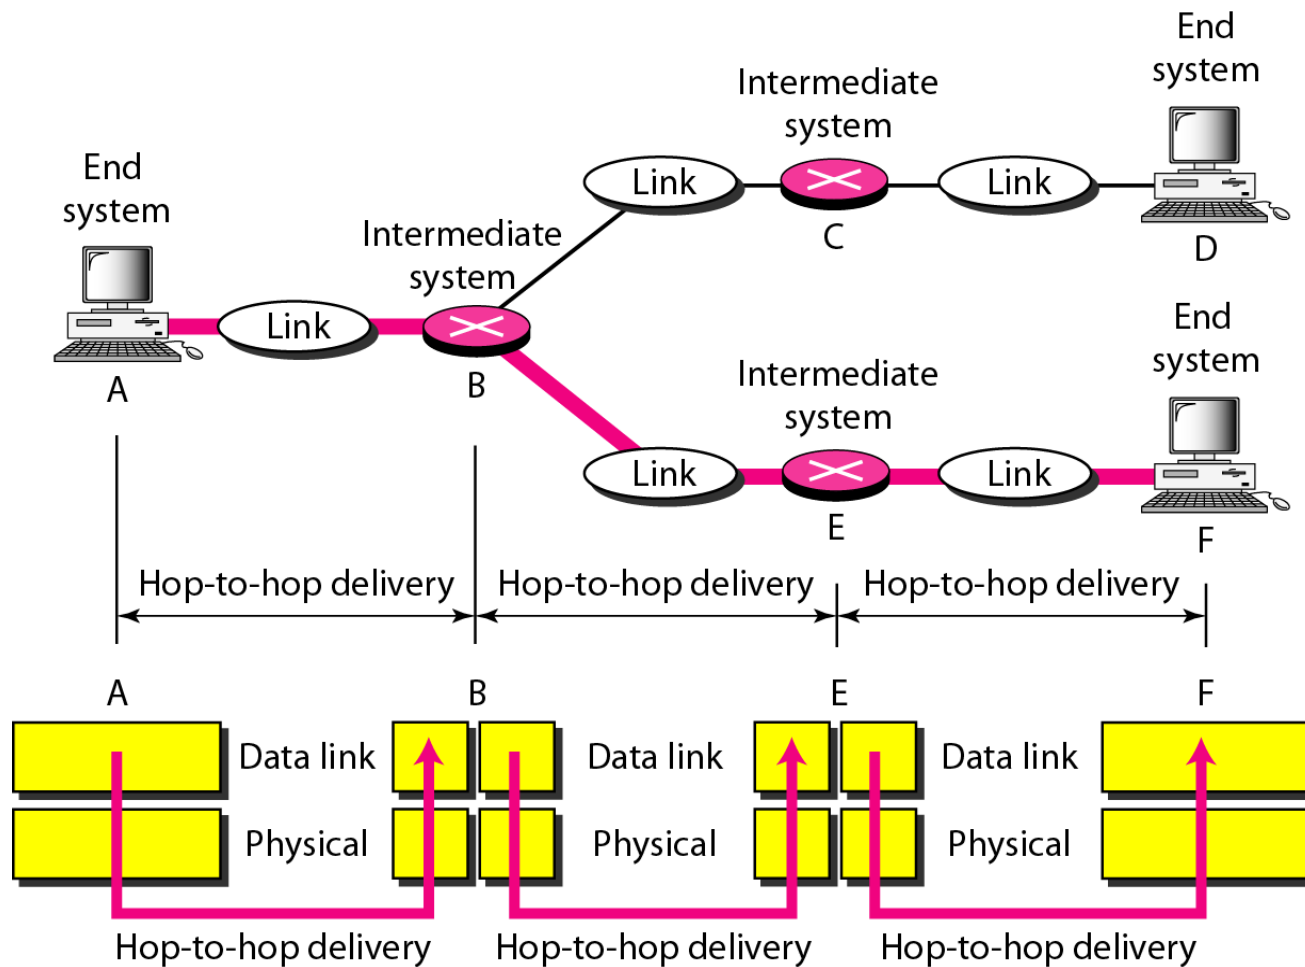 End
system
Intermediate
system
End
system
Link
Link
C
D
Intermediate
system
Link
A
B
Intermediate
system
End
system
Link
Link
E
F
Hop-to-hop delivery
Hop-to-hop delivery
Hop-to-hop delivery
A
B
E
F
Data link
Data link
Data link
Physical
Physical
Physical
Hop-to-hop delivery
Hop-to-hop delivery
Hop-to-hop delivery